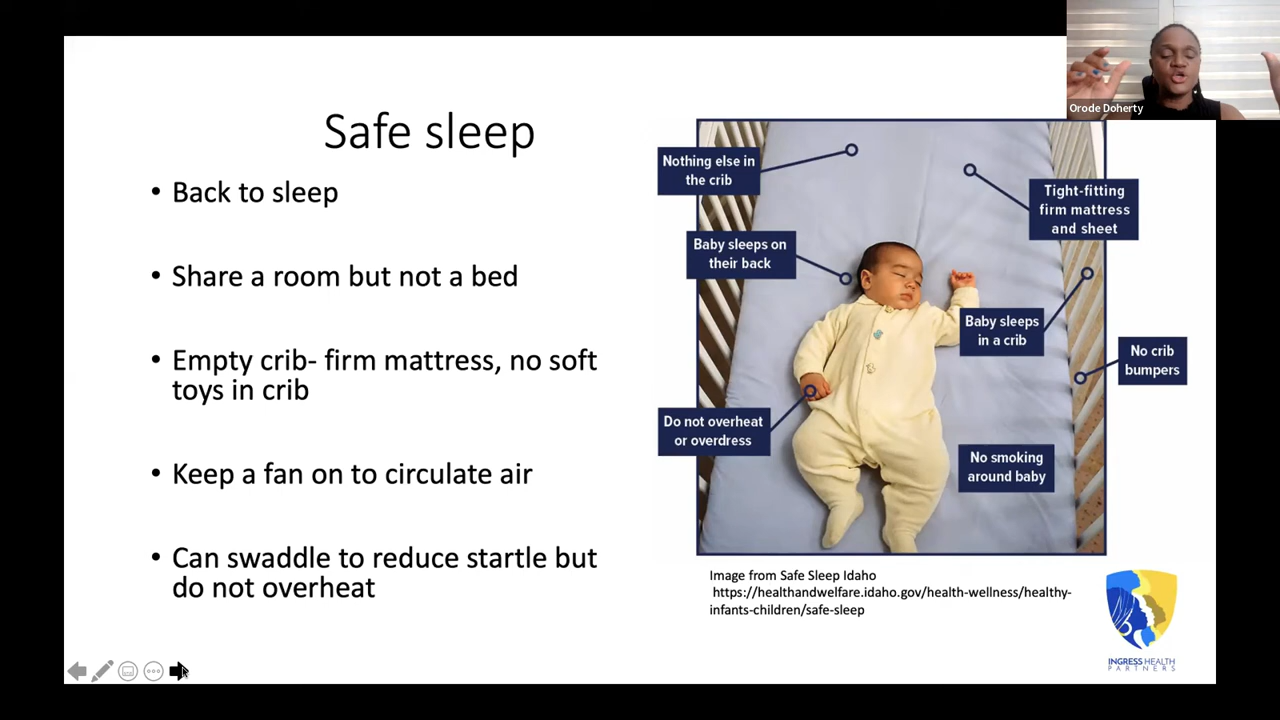 Orode Doherty
Safe sleep
• Back to sleep
• Share a room but not a bed
• Empty crib- firm mattress, no soft
toys in crib
• Keep a fan on to circulate air
• Can swaddle to reduce startle but
do not overheat
Nothing else in
the crib
Tight-fitting
firm mattress
and sheet
Baby sleeps on
their back
Baby sleeps
in a crib
No crib
bumpers
Do not overheat
or overdress
No smoking
around baby
Image from Safe Sleep Idaho
https://healthandwelfare.idaho.gov/health-wellness/healthy-
infants-children/safe-sleep
INGRESS HEALTH
PARTNERS